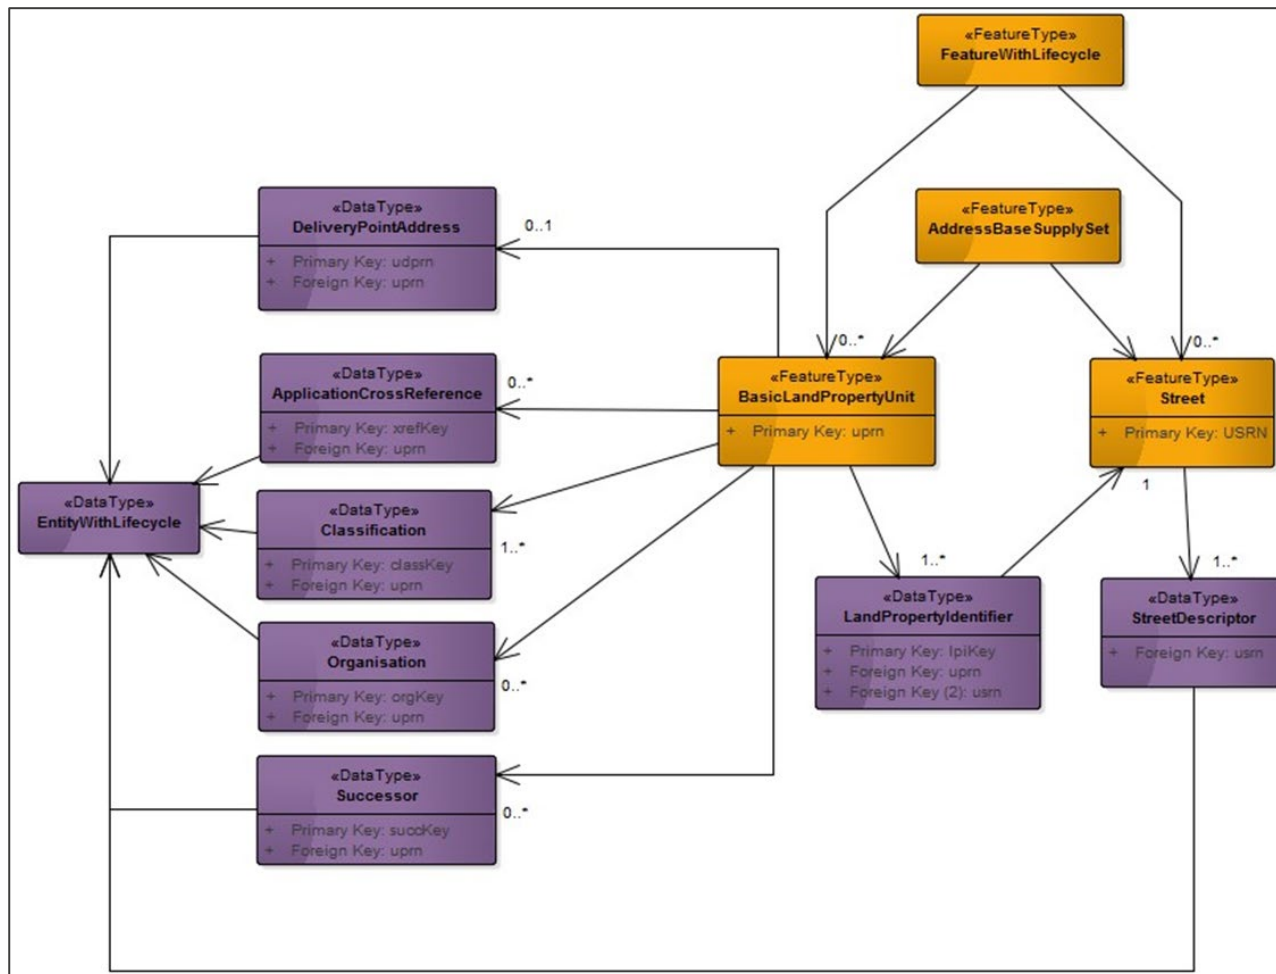 «FeatureType»
FeatureWithLifecycle
«FeatureType»
AddressBaseSupplySet
«DataType»
DeliveryPointAddress
+ Primary Key: udprn
+ Foreign Key: uprn
0..1
«DataType»
ApplicationCrossReference
+ Primary Key: xrefKey
+ Foreign Key: uprn
0..*
0..*
«FeatureType»
BasicLandPropertyUnit
+ Primary Key: uprn
0..*
«FeatureType»
Street
+ Primary Key: USRN
1
«DataType»
EntityWithLifecycle
«DataType»
Classification
+ Primary Key: classKey
+ Foreign Key: uprn
1..*
1..*
«DataType»
LandPropertyIdentifier
+ Primary Key: lpiKey
+ Foreign Key: uprn
+ Foreign Key (2): usrn
1..*
«DataType»
StreetDescriptor
+ Foreign Key: usrn
«DataType»
Organisation
+ Primary Key: orgKey
+ Foreign Key: uprn
0..*
«DataType»
Successor
+ Primary Key: succKey
+ Foreign Key: uprn
0..*